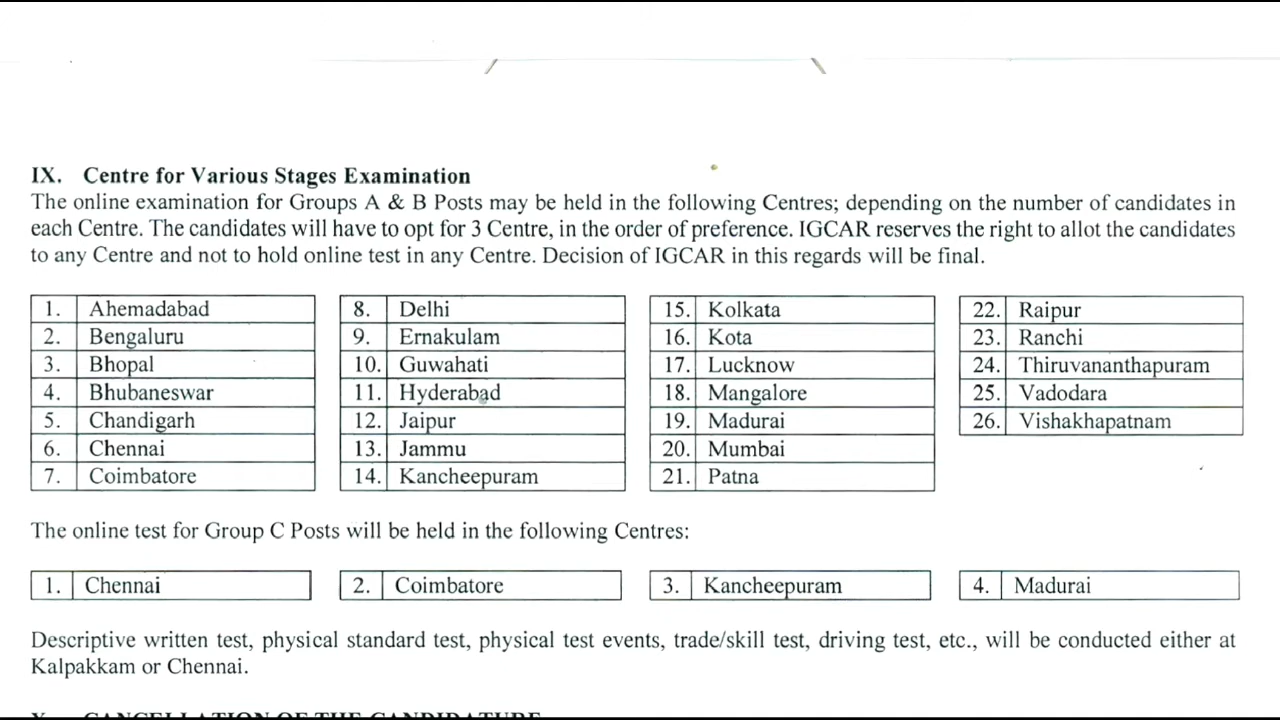 IX. Centre for Various Stages Examination
The online examination for Groups A & B Posts may be held in the following Centres; depending on the number of candidates in
each Centre. The candidates will have to opt for 3 Centre, in the order of preference. IGCAR reserves the right to allot the candidates
to any Centre and not to hold online test in any Centre. Decision of IGCAR in this regards will be final.
1. Ahemadabad 8. Delhi 15. Kolkata 22. Raipur
2. Bengaluru 9. Ernakulam 16. Kota 23. Ranchi
3. Bhopal 10. Guwahati 17. Lucknow 24. Thiruvananthapuram
4. Bhubaneswar 11. Hyderabad 18. Mangalore 25. Vadodara
5. Chandigarh 12. Jaipur 19. Madurai 26. Vishakhapatnam
6. Chennai 13. Jammu 20. Mumbai
7. Coimbatore 14. Kancheepuram 21. Patna
The online test for Group C Posts will be held in the following Centres:
1. Chennai 2. Coimbatore 3. Kancheepuram 4. Madurai
Descriptive written test, physical standard test, physical test events, trade/skill test, driving test, etc., will be conducted either at
Kalpakkam or Chennai.
X. CANCELLATION OF THE CANDIDATURE